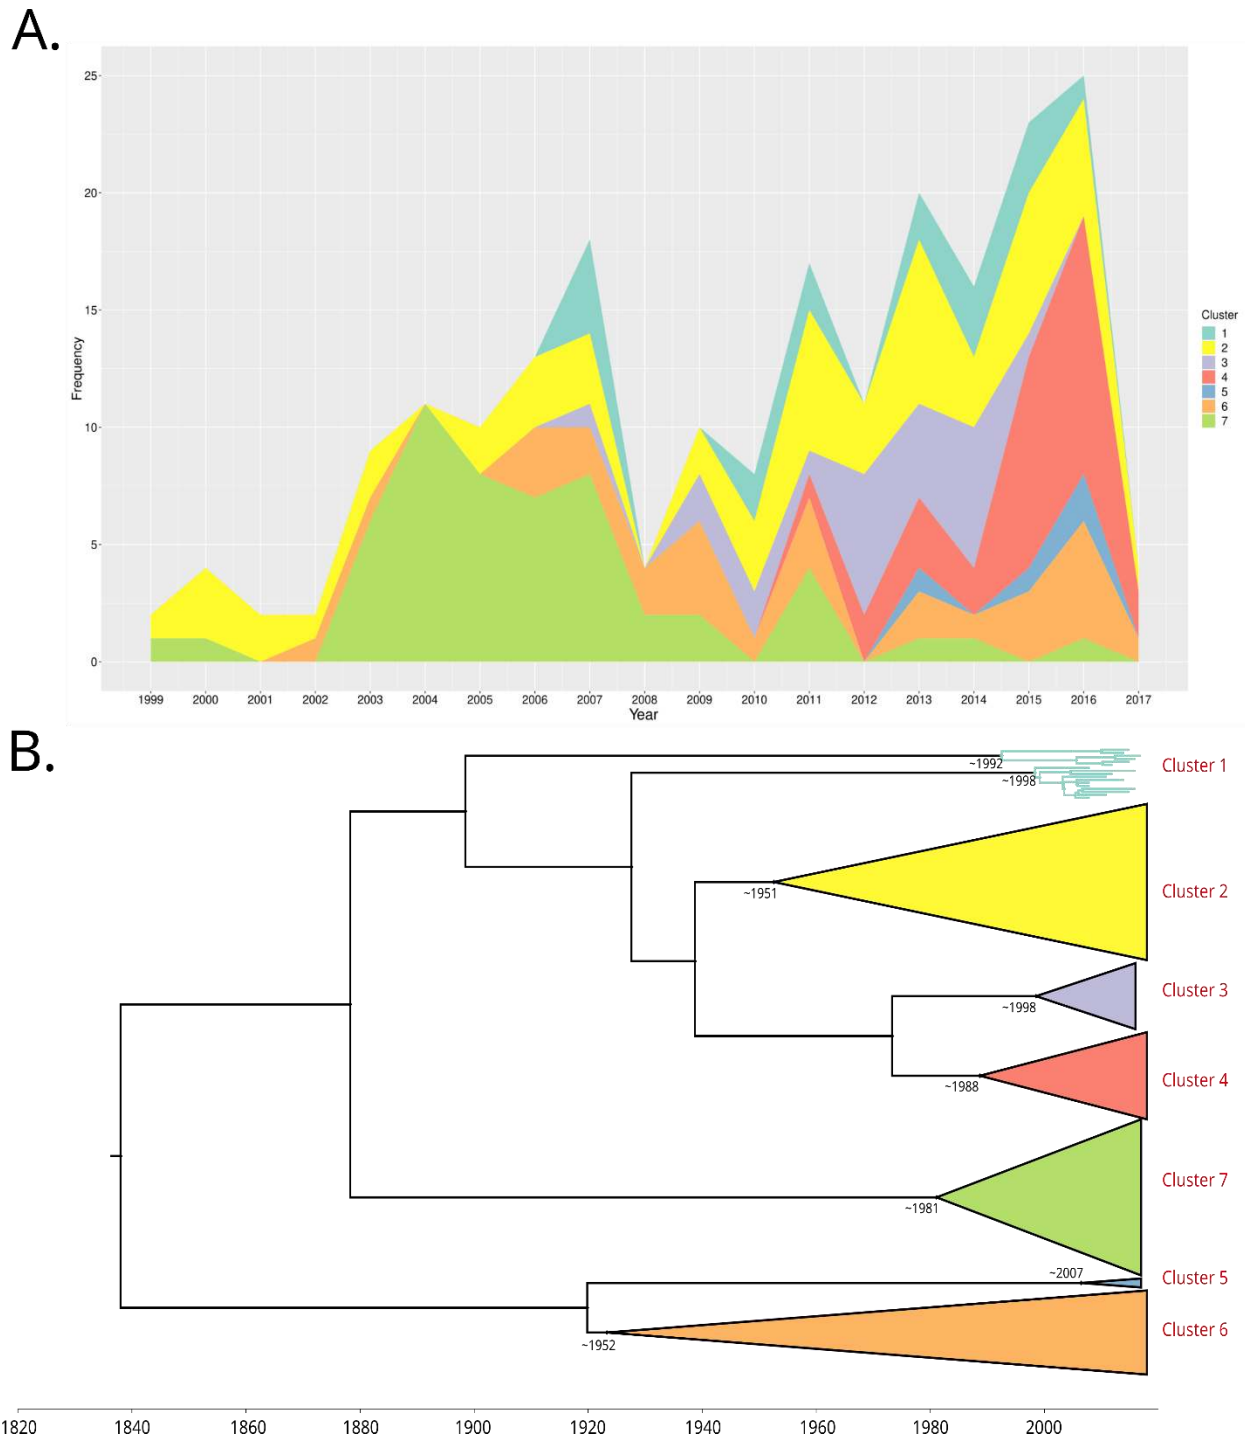 A.
25
20
15
10
5
0
Frequency
1999 2000 2001 2002 2003 2004 2005 2006 2007 2008 2009 2010 2011 2012 2013 2014 2015 2016 2017
Year
Cluster
1
2
3
4
5
6
7
B.
~1992
Cluster 1
~1998
~1951
Cluster 2
~1998
Cluster 3
~1988
Cluster 4
~1981
Cluster 7
~2007
Cluster 5
~1952
Cluster 6
1820 1840 1860 1880 1900 1920 1940 1960 1980 2000